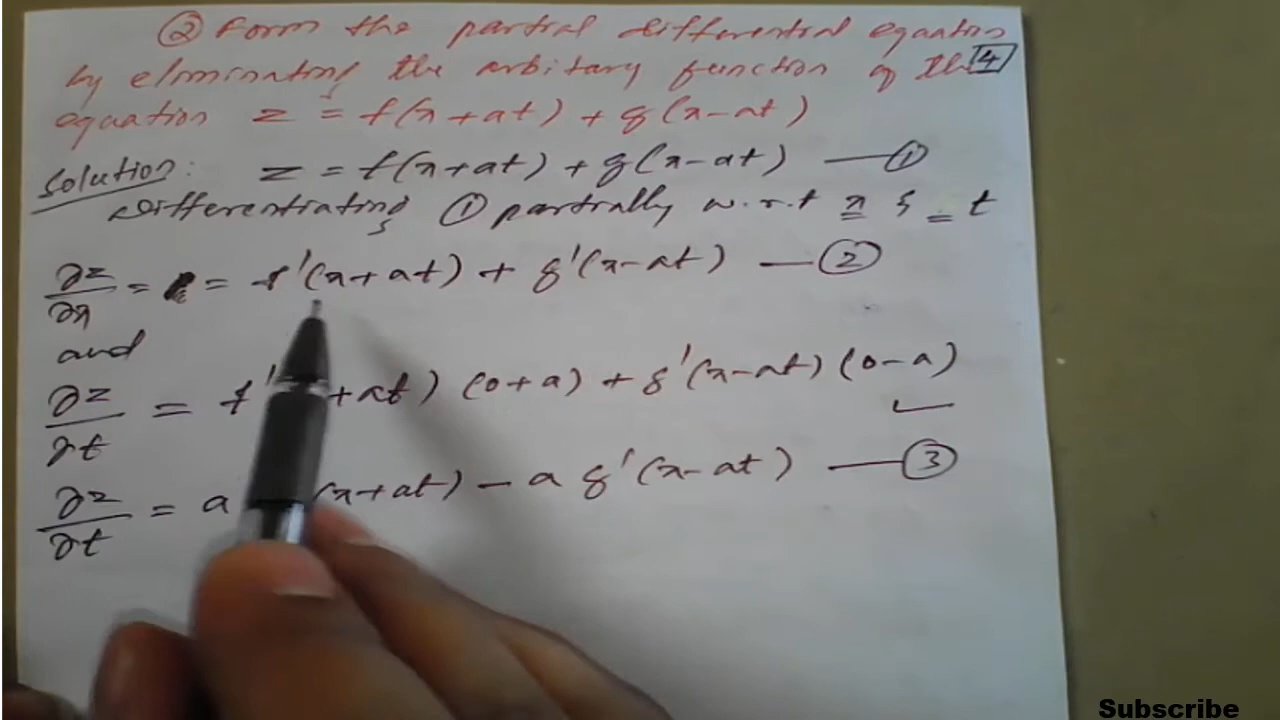 ② Form the partial differential equation
4
by eliminating the arbitary function of the
equation z = f(x+at) + g(x-at)
Solution: z = f(x+at) + g(x-at) — ①
Differentiating ① partially w.r.t x & t
∂z/∂x = = f'(x+at) + g'(x-at) — ②
and
∂z/∂t = f' +at) (0+a) + g'(x-at) (0-a)
∂z/∂t = a (x+at) - a g'(x-at) — ③
Subscribe